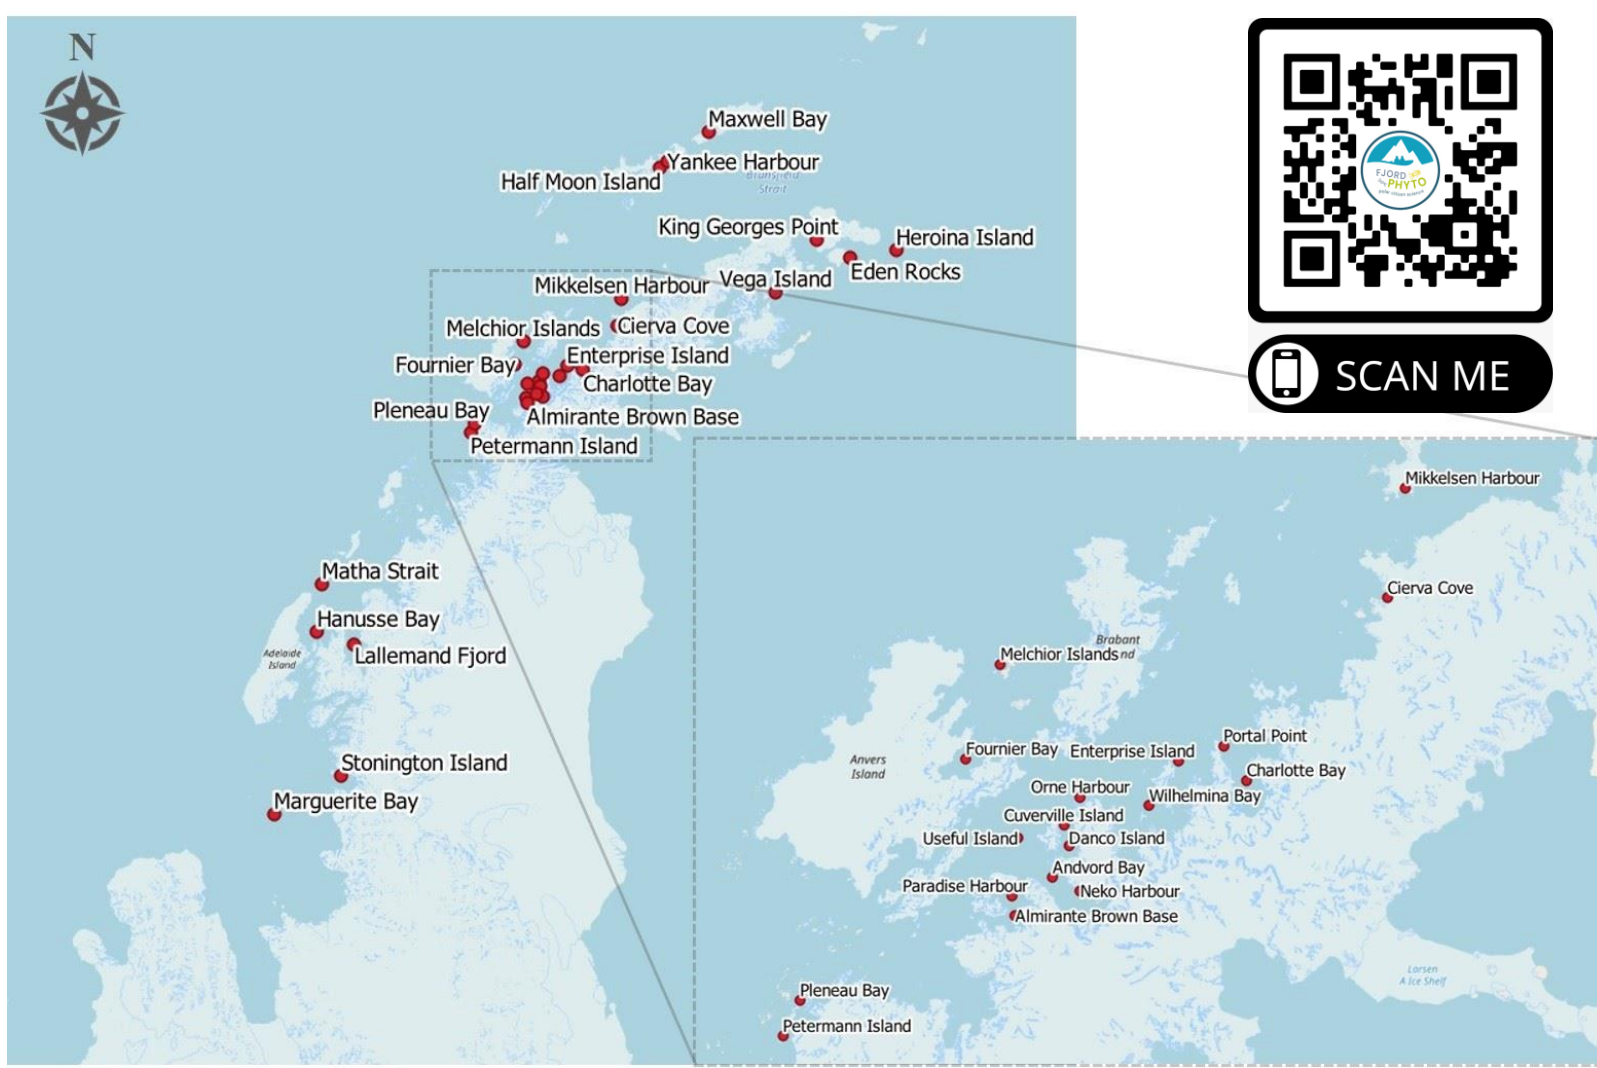 N
Maxwell Bay
Yankee Harbour
Half Moon Island
Bransfield
Strait
King Georges Point
Heroina Island
Eden Rocks
Vega Island
Mikkelsen Harbour
Melchior Islands
Cierva Cove
Enterprise Island
Fournier Bay
Charlotte Bay
Pleneau Bay
Almirante Brown Base
Petermann Island
Matha Strait
Hanusse Bay
Adelaide
Island
Lallemand Fjord
Stonington Island
Marguerite Bay
FJORD
PHYTO
SCAN ME
Mikkelsen Harbour
Cierva Cove
Brabant
nd
Melchior Islands
Portal Point
Fournier Bay
Enterprise Island
Anvers
Island
Charlotte Bay
Orne Harbour
Wilhelmina Bay
Cuverville Island
Useful Island
Danco Island
Andvord Bay
Paradise Harbour
Neko Harbour
Almirante Brown Base
Larsen
A Ice Shelf
Pleneau Bay
Petermann Island